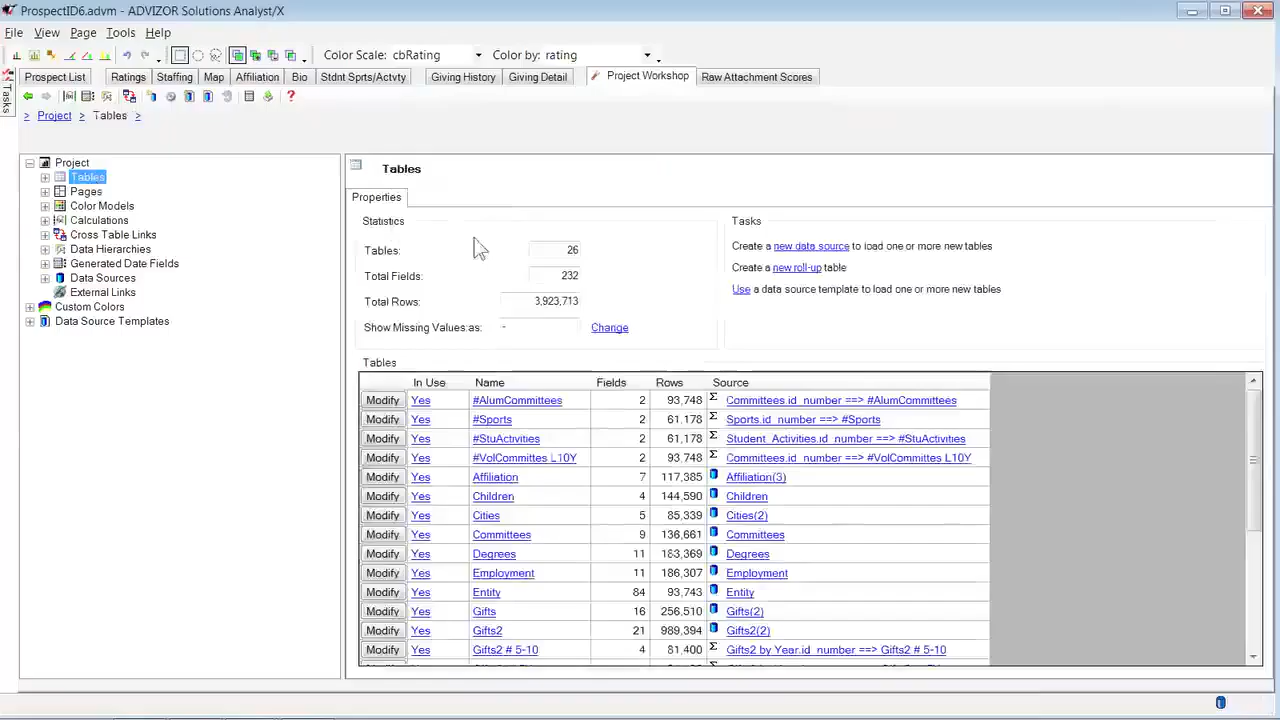 ProspectID6.advm - ADVIZOR Solutions Analyst/X
File View Page Tools Help
Color Scale: cbRating Color by: rating
Prospect List Ratings Staffing Map Affiliation Bio Stdnt Sprts/Actvty Giving History Giving Detail Project Workshop Raw Attachment Scores
Tasks
> Project > Tables >
Project
Tables
Pages
Color Models
Calculations
Cross Table Links
Data Hierarchies
Generated Date Fields
Data Sources
External Links
Custom Colors
Data Source Templates
Tables
Properties
Statistics
Tables: 26
Total Fields: 232
Total Rows: 3,923,713
Show Missing Values as: - Change
Tasks
Create a new data source to load one or more new tables
Create a new roll-up table
Use a data source template to load one or more new tables
Tables
In Use Name Fields Rows Source
Modify Yes #AlumCommittees 2 93,748 Σ Committees.id_number ==> #AlumCommittees
Modify Yes #Sports 2 61,178 Σ Sports.id_number ==> #Sports
Modify Yes #StuActivities 2 61,178 Σ Student_Activities.id_number ==> #StuActivities
Modify Yes #VolCommittes L10Y 2 93,748 Σ Committees.id_number ==> #VolCommittes L10Y
Modify Yes Affiliation 7 117,385 Affiliation(3)
Modify Yes Children 4 144,590 Children
Modify Yes Cities 5 85,339 Cities(2)
Modify Yes Committees 9 136,661 Committees
Modify Yes Degrees 11 183,369 Degrees
Modify Yes Employment 11 186,307 Employment
Modify Yes Entity 84 93,743 Entity
Modify Yes Gifts 16 256,510 Gifts(2)
Modify Yes Gifts2 21 989,394 Gifts2(2)
Modify Yes Gifts2 # 5-10 4 81,400 Σ Gifts2 by Year.id_number ==> Gifts2 # 5-10